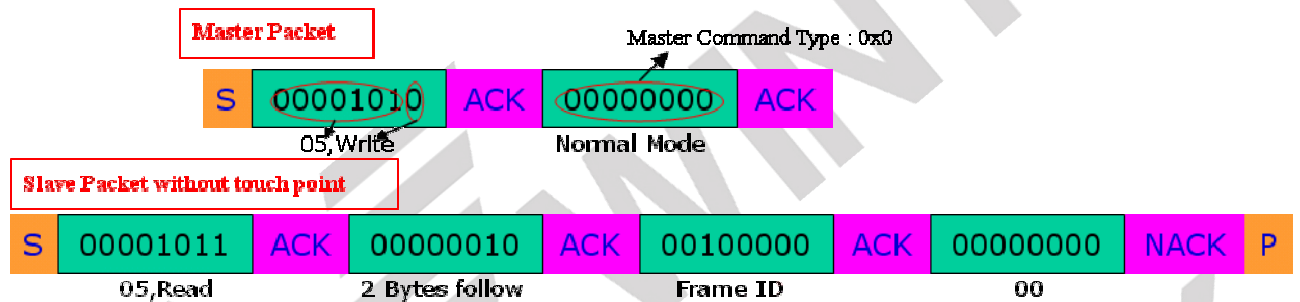 Master Packet
Master Command Type : 0x0
S 00001010 ACK 00000000 ACK
05,Write Normal Mode
Slave Packet without touch point
S 00001011 ACK 00000010 ACK 00100000 ACK 00000000 NACK P
05,Read 2 Bytes follow Frame ID 00